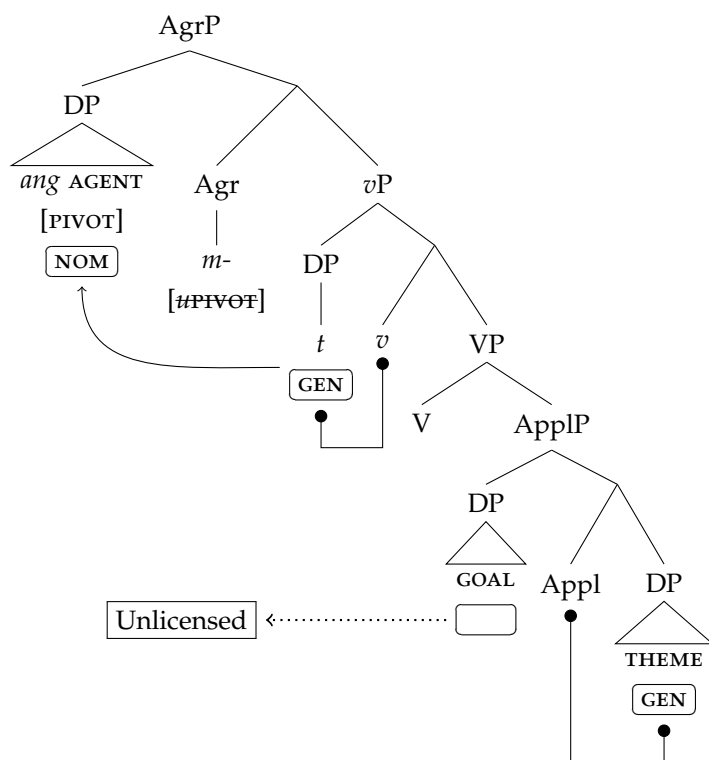 AgrP
DP
ang AGENT
[PIVOT]
NOM
Agr
m-
[uPIVOT]
vP
DP
t
GEN
v
VP
V
ApplP
DP
GOAL
Appl
DP
THEME
GEN
Unlicensed